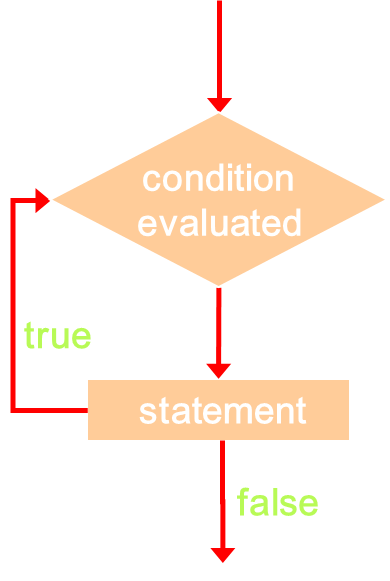 condition
evaluated
true
statement
false